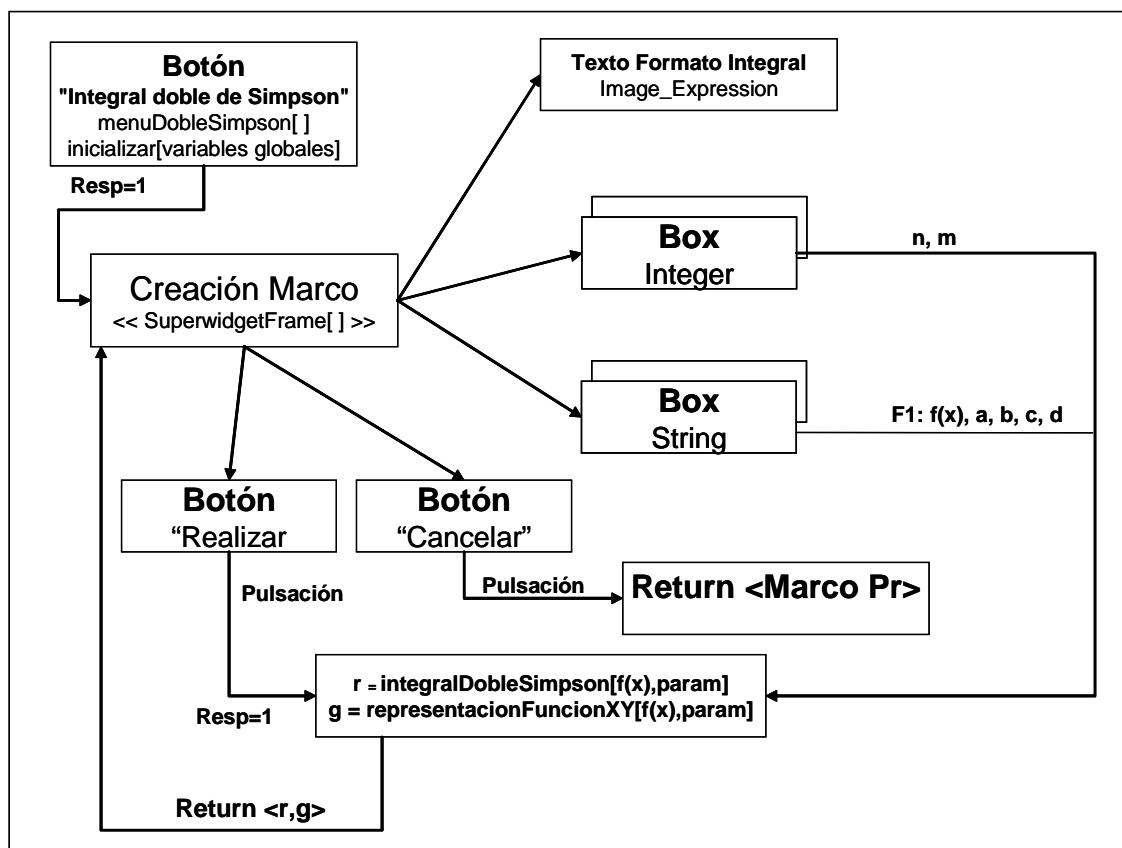 Botón
"Integral doble de Simpson"
menuDobleSimpson[ ]
inicializar[variables globales]
Texto Formato Integral
Image_Expression
Resp=1
Box
Integer
n, m
Creación Marco
<< SuperwidgetFrame[ ] >>
Box
String
F1: f(x), a, b, c, d
Botón
“Realizar
Botón
“Cancelar”
Pulsación
Pulsación
Return <Marco Pr>
r = integralDobleSimpson[f(x),param]
g = representacionFuncionXY[f(x),param]
Resp=1
Return <r,g>